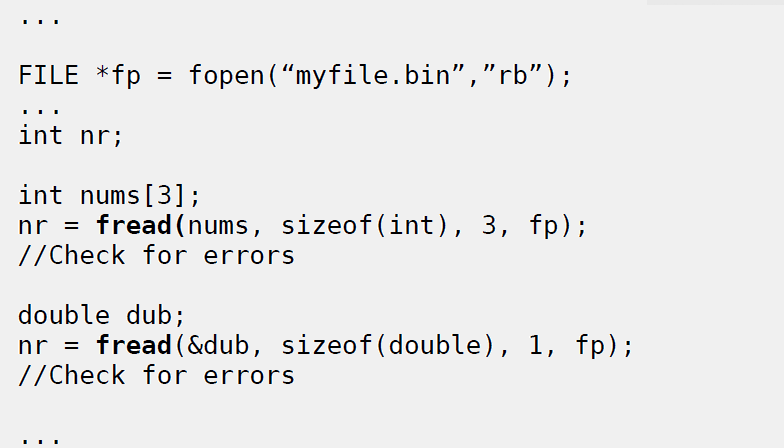 ...
FILE *fp = fopen(“myfile.bin”,”rb”);
...
int nr;
int nums[3];
nr = fread(nums, sizeof(int), 3, fp);
//Check for errors
double dub;
nr = fread(&dub, sizeof(double), 1, fp);
//Check for errors
...